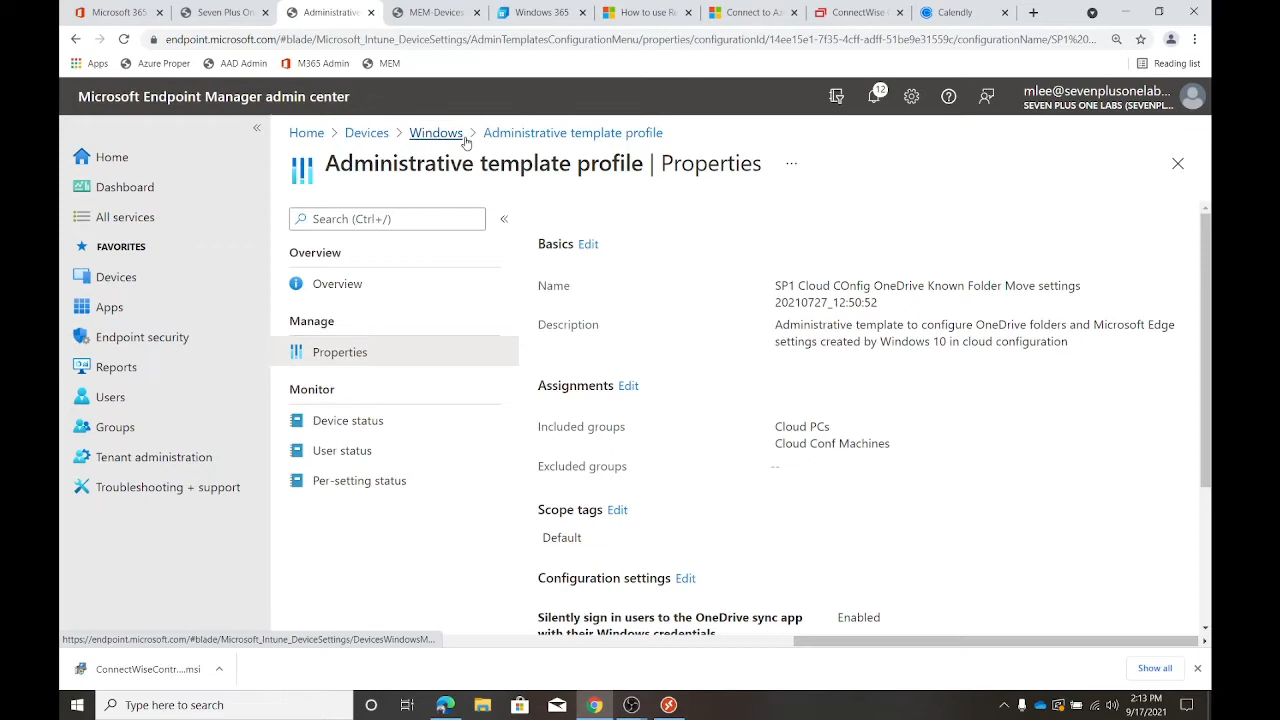 Microsoft 365
Seven Plus On
Administrative
MEM-Devices
Windows 365
How to use Re
Connect to Az
ConnectWise C
Calendly
endpoint.microsoft.com/#blade/Microsoft_Intune_DeviceSettings/AdminTemplatesConfigurationMenu/properties/configurationId/14ee15e1-7f35-4cff-adff-51be9e31559c/configurationName/SP1%20...
Apps
Azure Proper
AAD Admin
M365 Admin
MEM
Reading list
Microsoft Endpoint Manager admin center
12
mlee@sevenplusonelab...
SEVEN PLUS ONE LABS (SEVENPL...
Home > Devices > Windows > Administrative template profile
Administrative template profile | Properties
...
Home
Dashboard
All services
FAVORITES
Devices
Apps
Endpoint security
Reports
Users
Groups
Tenant administration
Troubleshooting + support
Search (Ctrl+/)
Overview
Overview
Manage
Properties
Monitor
Device status
User status
Per-setting status
Basics Edit
Name
SP1 Cloud COnfig OneDrive Known Folder Move settings
20210727_12:50:52
Description
Administrative template to configure OneDrive folders and Microsoft Edge
settings created by Windows 10 in cloud configuration
Assignments Edit
Included groups
Cloud PCs
Cloud Conf Machines
Excluded groups
--
Scope tags Edit
Default
Configuration settings Edit
Silently sign in users to the OneDrive sync app
with their Windows credentials
Enabled
https://endpoint.microsoft.com/#blade/Microsoft_Intune_DeviceSettings/DevicesWindowsM...
ConnectWiseContr....msi
Show all
Type here to search
2:13 PM
9/17/2021